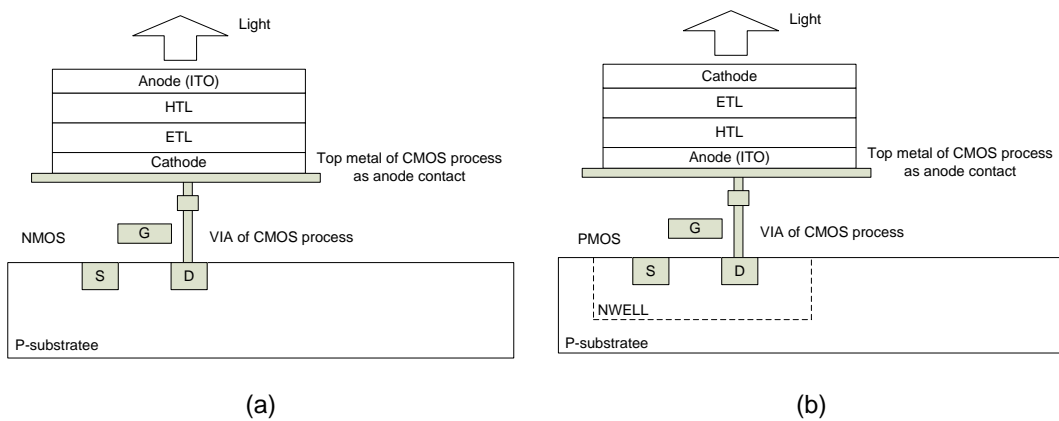 Light
Anode (ITO)
HTL
ETL
Cathode
Top metal of CMOS process
as anode contact
NMOS
G
VIA of CMOS process
S
D
P-substratee
(a)
Light
Cathode
ETL
HTL
Anode (ITO)
Top metal of CMOS process
as anode contact
PMOS
G
VIA of CMOS process
S
D
NWELL
P-substratee
(b)